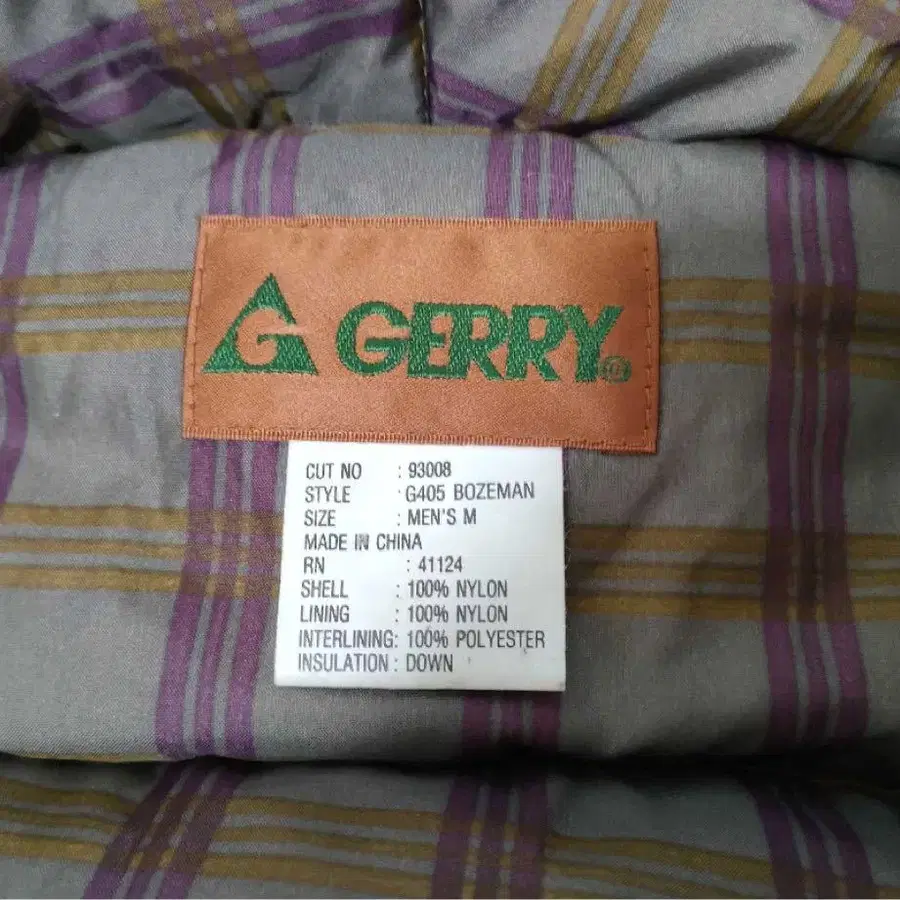 G GERRY®
CUT NO : 93008
STYLE : G405 BOZEMAN
SIZE : MEN'S M
MADE IN CHINA
RN : 41124
SHELL : 100% NYLON
LINING : 100% NYLON
INTERLINING: 100% POLYESTER
INSULATION : DOWN